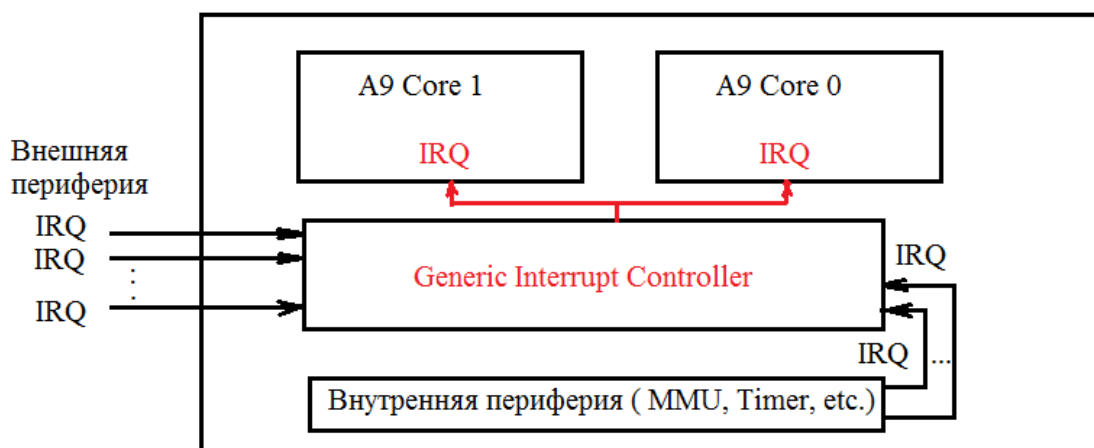 A9 Core 1
A9 Core 0
IRQ
IRQ
Внешняя
периферия
IRQ
IRQ
⋮
IRQ
Generic Interrupt Controller
IRQ
IRQ ...
Внутренняя периферия ( MMU, Timer, etc.)